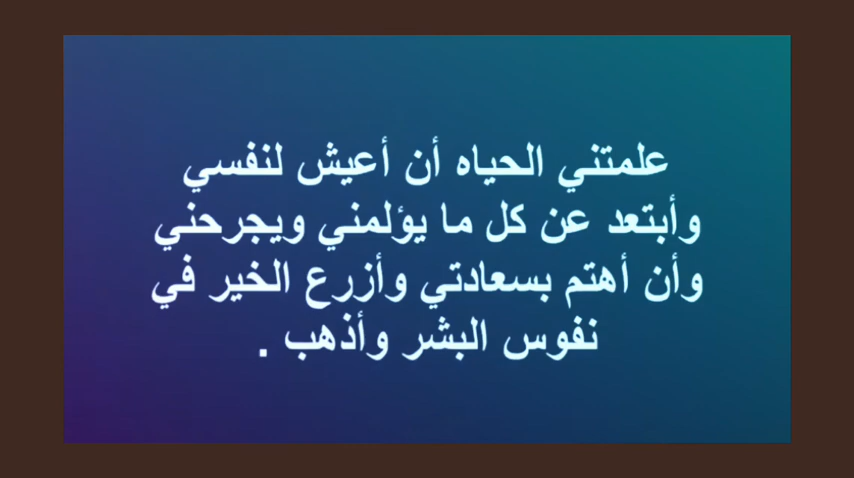 علمتني الحياه أن أعيش لنفسي
وأبتعد عن كل ما يؤلمني ويجرحني
وأن أهتم بسعادتي وأزرع الخير في
نفوس البشر وأذهب .